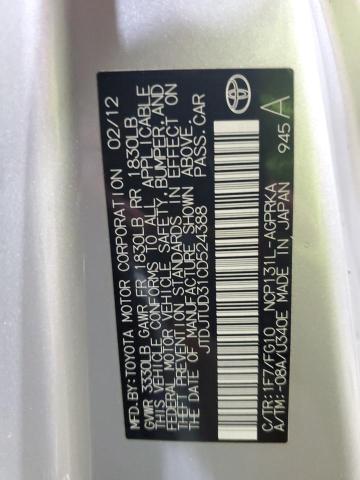 MFD.BY:TOYOTA MOTOR CORPORATION 02/12
GVWR 3330LB GAWR FR 1830LB RR 1830LB
THIS VEHICLE CONFORMS TO ALL APPLICABLE
FEDERAL MOTOR VEHICLE SAFETY, BUMPER, AND
THEFT PREVENTION STANDARDS IN EFFECT ON
THE DATE OF MANUFACTURE SHOWN ABOVE.
JTDJTUD31CD524388 PASS.CAR
C/TR:1F7/FG10 NCP131L-AGPRKA
A/TM:-08A/U340E MADE IN JAPAN
TOYOTA
945 A